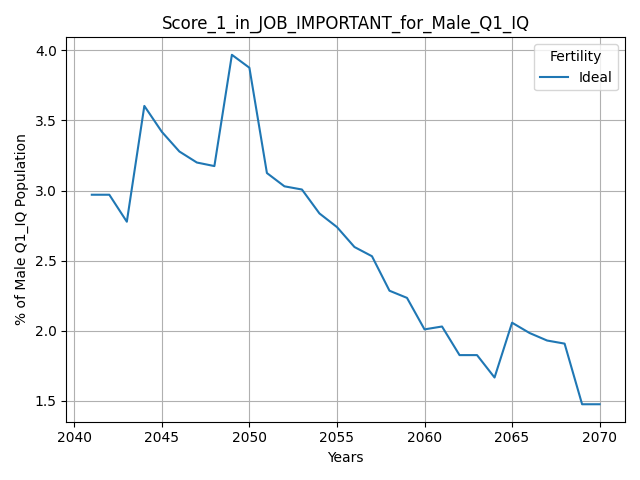 Score_1_in_JOB_IMPORTANT_for_Male_Q1_IQ
% of Male Q1_IQ Population
4.0
3.5
3.0
2.5
2.0
1.5
Fertility
Ideal
2040 2045 2050 2055 2060 2065 2070
Years